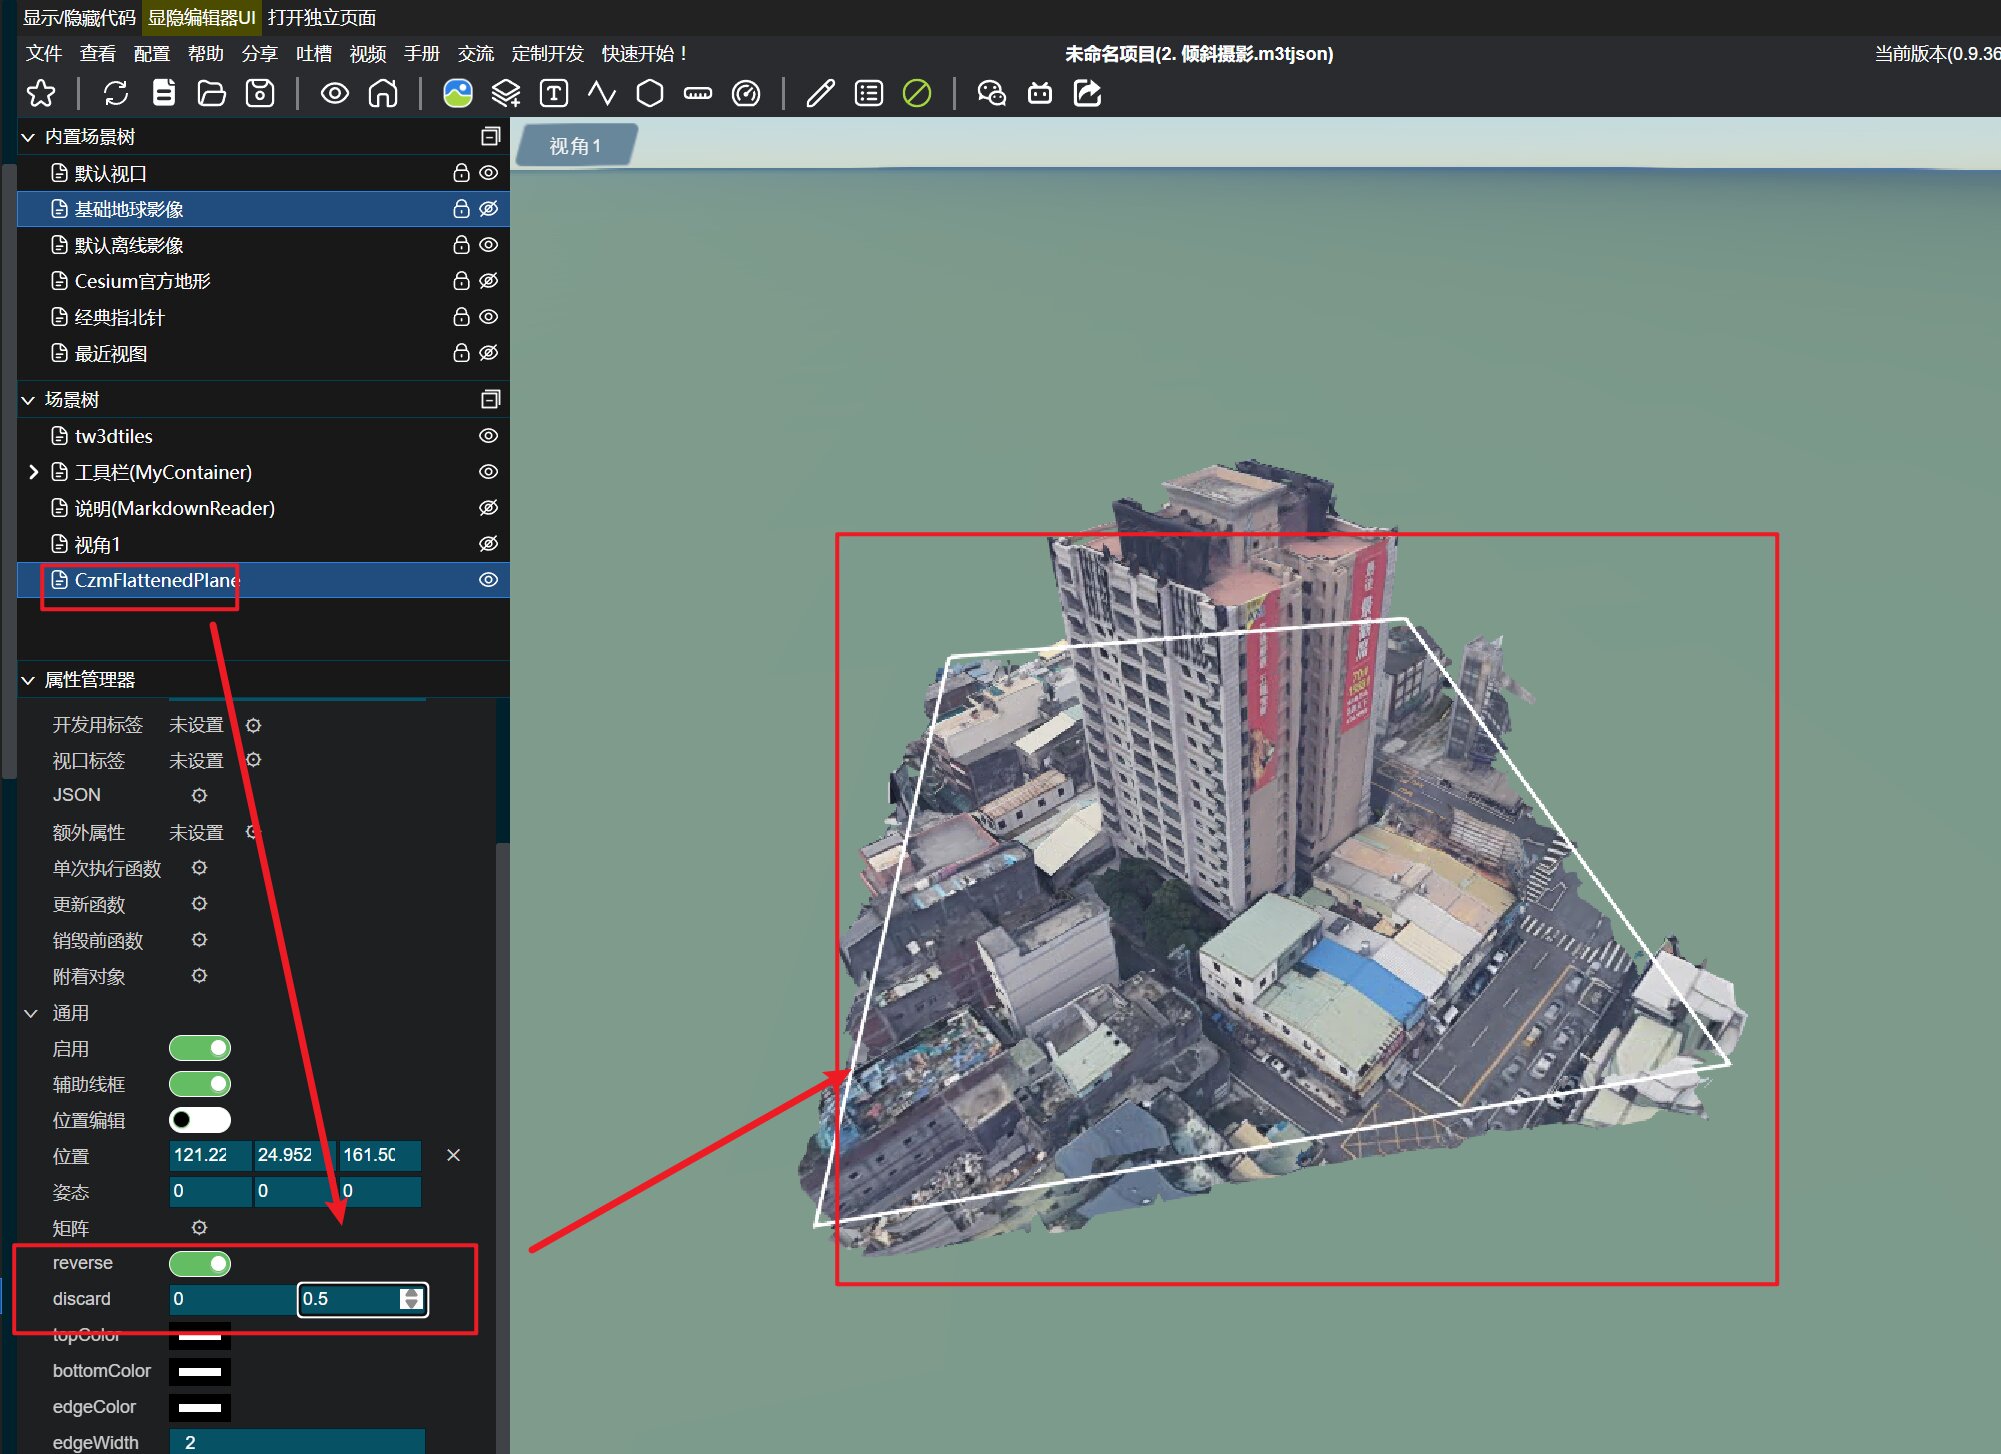 显示/隐藏代码 显隐编辑器UI 打开独立页面
文件 查看 配置 帮助 分享 吐槽 视频 手册 交流 定制开发 快速开始！ 未命名项目(2. 倾斜摄影.m3tjson) 当前版本(0.9.36
内置场景树
视角1
默认视口
基础地球影像
默认离线影像
Cesium官方地形
经典指北针
最近视图
场景树
tw3dtiles
工具栏(MyContainer)
说明(MarkdownReader)
视角1
CzmFlattenedPlane
属性管理器
开发用标签 未设置
视口标签 未设置
JSON
额外属性 未设置
单次执行函数
更新函数
销毁前函数
附着对象
通用
启用
辅助线框
位置编辑
位置 121.22 24.952 161.50
姿态 0 0 0
矩阵
reverse
discard 0 0.5
topColor
bottomColor
edgeColor
edgeWidth 2